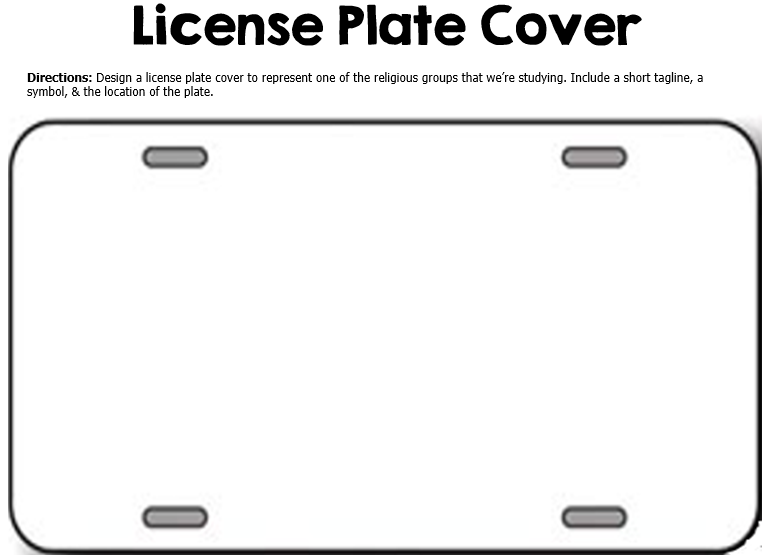 License Plate Cover
Directions: Design a license plate cover to represent one of the religious groups that we're studying. Include a short tagline, a
symbol, & the location of the plate.